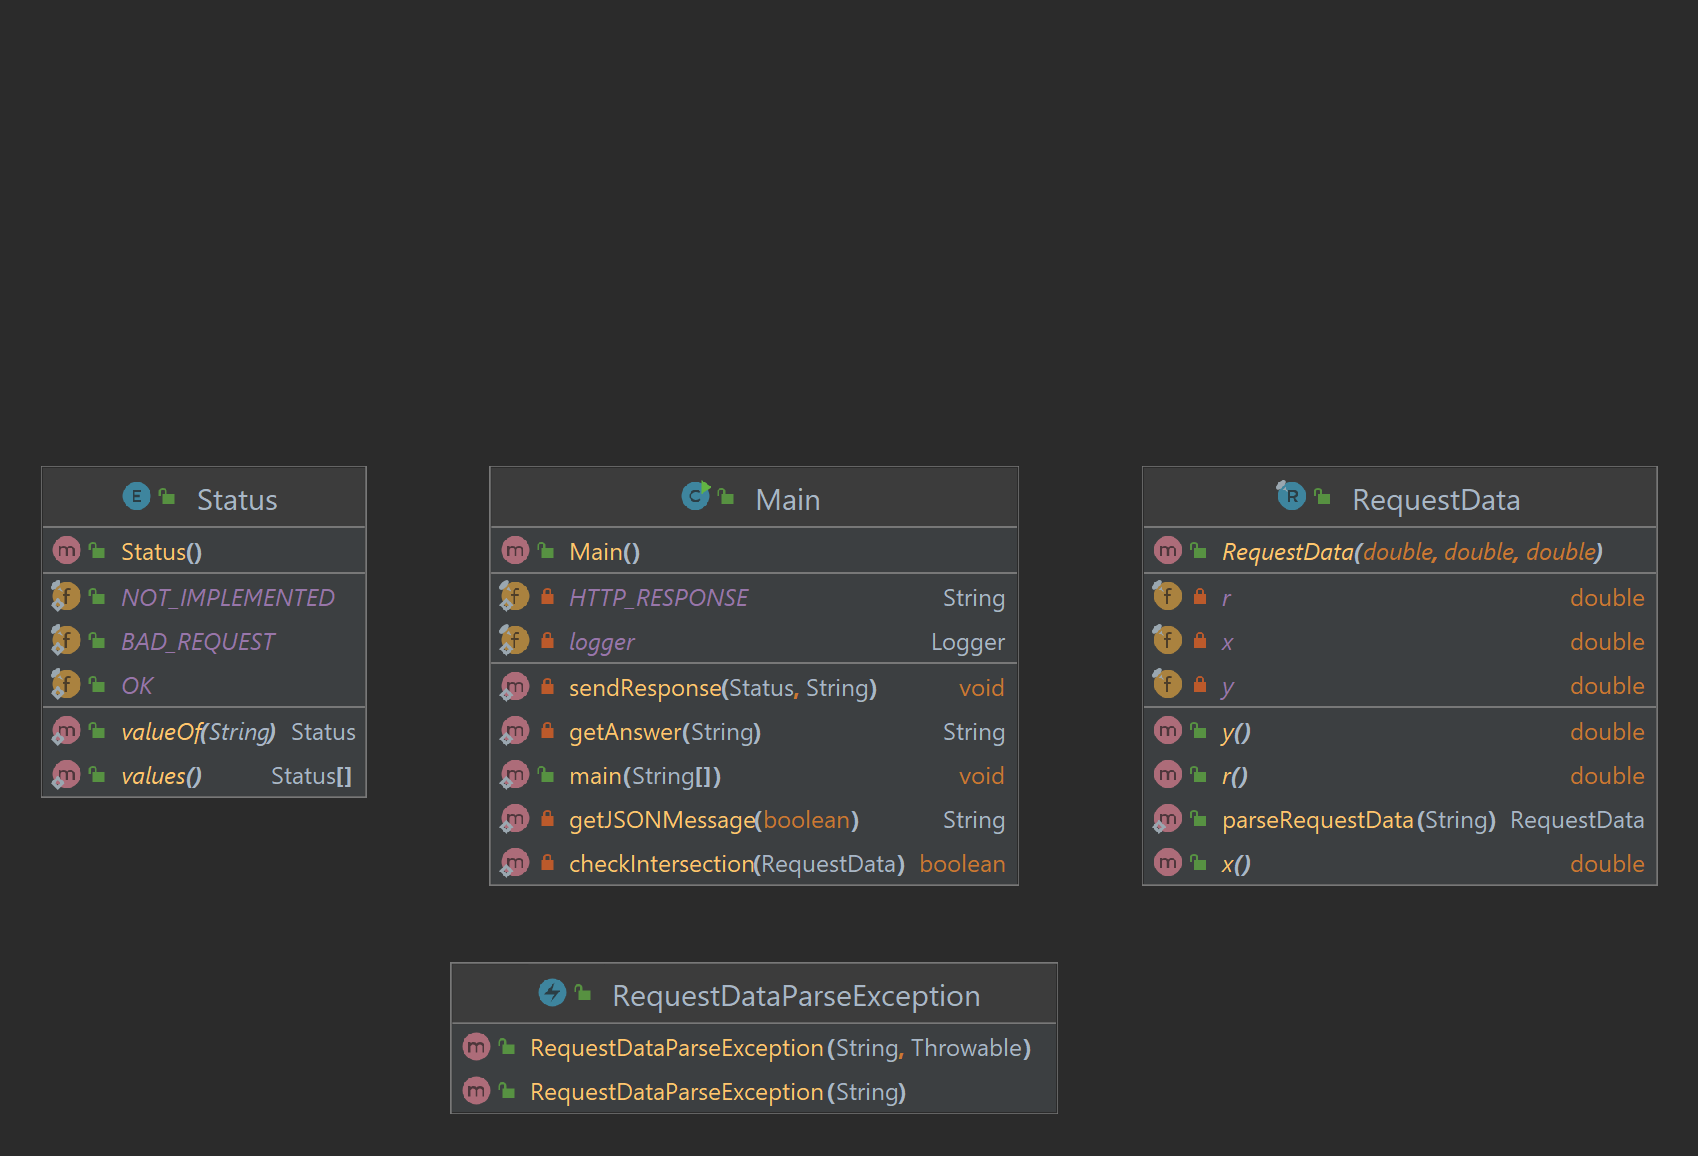 E Status
m Status()
f NOT_IMPLEMENTED
f BAD_REQUEST
f OK
m valueOf(String) Status
m values() Status[]
C Main
m Main()
f HTTP_RESPONSE String
f logger Logger
m sendResponse(Status, String) void
m getAnswer(String) String
m main(String[]) void
m getJSONMessage(boolean) String
m checkIntersection(RequestData) boolean
R RequestData
m RequestData(double, double, double)
f r double
f x double
f y double
m y() double
m r() double
m parseRequestData(String) RequestData
m x() double
RequestDataParseException
m RequestDataParseException(String, Throwable)
m RequestDataParseException(String)